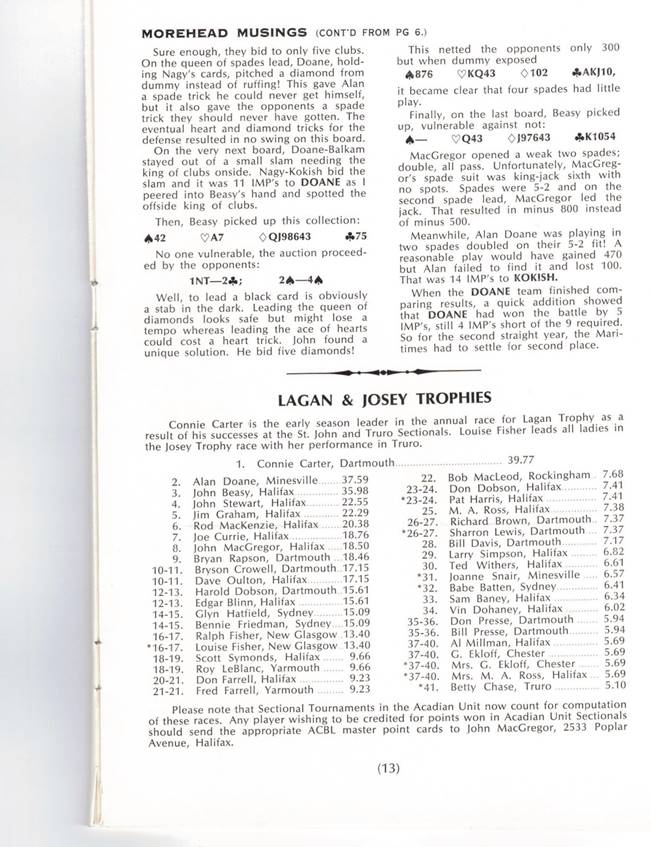 MOREHEAD MUSINGS (CONT'D FROM PG 6.)
Sure enough, they bid to only five clubs.
On the queen of spades lead, Doane, hold-
ing Nagy's cards, pitched a diamond from
dummy instead of ruffing! This gave Alan
a spade trick he could never get himself,
but it also gave the opponents a spade
trick they should never have gotten. The
eventual heart and diamond tricks for the
defense resulted in no swing on this board.
On the very next board, Doane-Balkam
stayed out of a small slam needing the
king of clubs onside. Nagy-Kokish bid the
slam and it was 11 IMP's to DOANE as I
peered into Beasy's hand and spotted the
offside king of clubs.
Then, Beasy picked up this collection:
♠42 ♡A7 ◇QJ98643 ♣75
No one vulnerable, the auction proceed-
ed by the opponents:
1NT—2♣; 2♠—4♠
Well, to lead a black card is obviously
a stab in the dark. Leading the queen of
diamonds looks safe but might lose a
tempo whereas leading the ace of hearts
could cost a heart trick. John found a
unique solution. He bid five diamonds!
This netted the opponents only 300
but when dummy exposed
♠876 ♡KQ43 ◇102 ♣AKJ10,
it became clear that four spades had little
play.
Finally, on the last board, Beasy picked
up, vulnerable against not:
♠— ♡Q43 ◇J97643 ♣K1054
MacGregor opened a weak two spades;
double, all pass. Unfortunately, MacGreg-
or's spade suit was king-jack sixth with
no spots. Spades were 5-2 and on the
second spade lead, MacGregor led the
jack. That resulted in minus 800 instead
of minus 500.
Meanwhile, Alan Doane was playing in
two spades doubled on their 5-2 fit! A
reasonable play would have gained 470
but Alan failed to find it and lost 100.
That was 14 IMP's to KOKISH.
When the DOANE team finished com-
paring results, a quick addition showed
that DOANE had won the battle by 5
IMP's, still 4 IMP's short of the 9 required.
So for the second straight year, the Mari-
times had to settle for second place.
LAGAN & JOSEY TROPHIES
Connie Carter is the early season leader in the annual race for Lagan Trophy as a
result of his successes at the St. John and Truro Sectionals. Louise Fisher leads all ladies in
the Josey Trophy race with her performance in Truro.
1. Connie Carter, Dartmouth 39.77
2. Alan Doane, Minesville 37.59
3. John Beasy, Halifax 35.98
4. John Stewart, Halifax 22.55
5. Jim Graham, Halifax 22.29
6. Rod MacKenzie, Halifax 20.38
7. Joe Currie, Halifax 18.76
8. John MacGregor, Halifax 18.50
9. Bryan Rapson, Dartmouth 18.46
10-11. Bryson Crowell, Dartmouth 17.15
10-11. Dave Oulton, Halifax 17.15
12-13. Harold Dobson, Dartmouth 15.61
12-13. Edgar Blinn, Halifax 15.61
14-15. Glyn Hatfield, Sydney 15.09
14-15. Bennie Friedman, Sydney 15.09
16-17. Ralph Fisher, New Glasgow 13.40
*16-17. Louise Fisher, New Glasgow 13.40
18-19. Scott Symonds, Halifax 9.66
18-19. Roy LeBlanc, Yarmouth 9.66
20-21. Don Farrell, Halifax 9.23
21-21. Fred Farrell, Yarmouth 9.23
22. Bob MacLeod, Rockingham 7.68
23-24. Don Dobson, Halifax 7.41
*23-24. Pat Harris, Halifax 7.41
25. M. A. Ross, Halifax 7.38
26-27. Richard Brown, Dartmouth 7.37
*26-27. Sharron Lewis, Dartmouth 7.37
28. Bill Davis, Dartmouth 7.17
29. Larry Simpson, Halifax 6.82
30. Ted Withers, Halifax 6.61
*31. Joanne Snair, Minesville 6.57
*32. Babe Batten, Sydney 6.41
33. Sam Baney, Halifax 6.34
34. Vin Dohaney, Halifax 6.02
35-36. Don Presse, Dartmouth 5.94
35-36. Bill Presse, Dartmouth 5.94
37-40. Al Millman, Halifax 5.69
37-40. G. Ekloff, Chester 5.69
*37-40. Mrs. G. Ekloff, Chester 5.69
*37-40. Mrs. M. A. Ross, Halifax 5.69
*41. Betty Chase, Truro 5.10
Please note that Sectional Tournaments in the Acadian Unit now count for computation
of these races. Any player wishing to be credited for points won in Acadian Unit Sectionals
should send the appropriate ACBL master point cards to John MacGregor, 2533 Poplar
Avenue, Halifax.
(13)